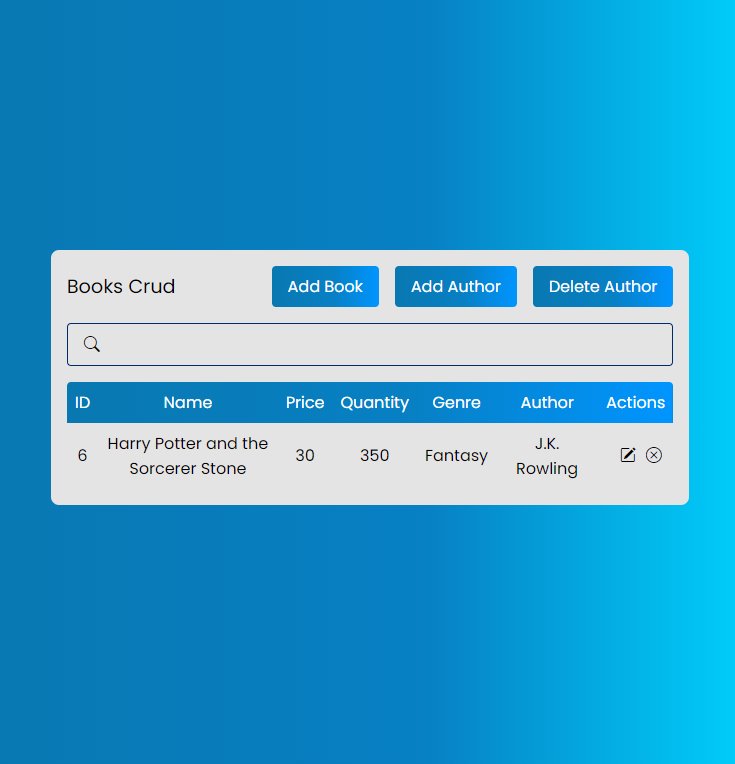 Books Crud Add Book Add Author Delete Author
ID Name Price Quantity Genre Author Actions
6 Harry Potter and the Sorcerer Stone 30 350 Fantasy J.K. Rowling